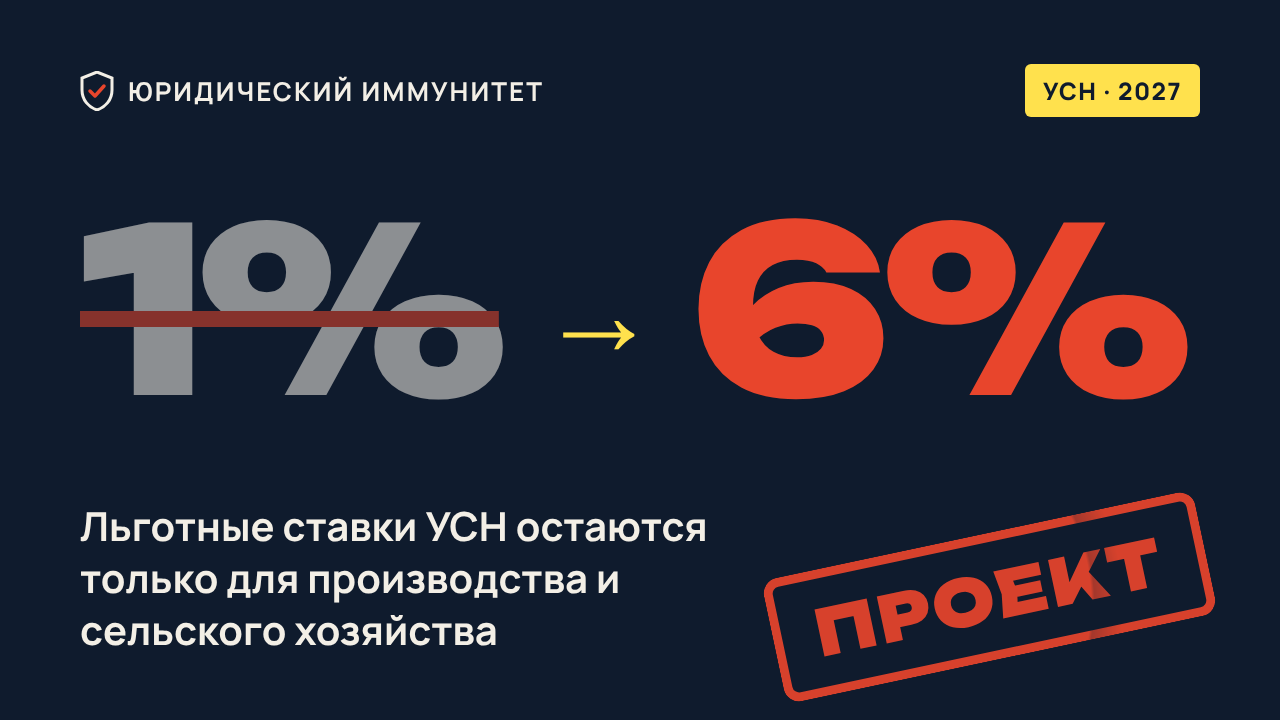 ЮРИДИЧЕСКИЙ ИММУНИТЕТ
УСН · 2027
1% → 6%
Льготные ставки УСН остаются
только для производства и
сельского хозяйства
ПРОЕКТ